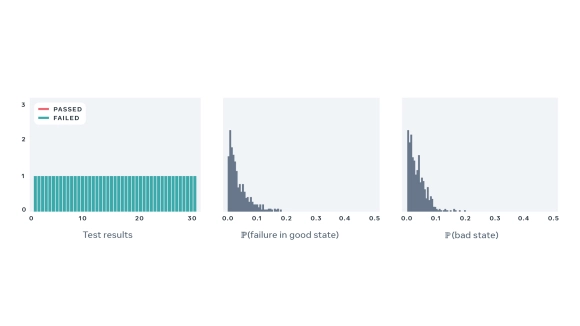 3
2
1
0
PASSED
FAILED
0 10 20 30
0.0 0.1 0.2 0.3 0.4 0.5
0.0 0.1 0.2 0.3 0.4 0.5
Test results
ℙ(failure in good state)
ℙ(bad state)